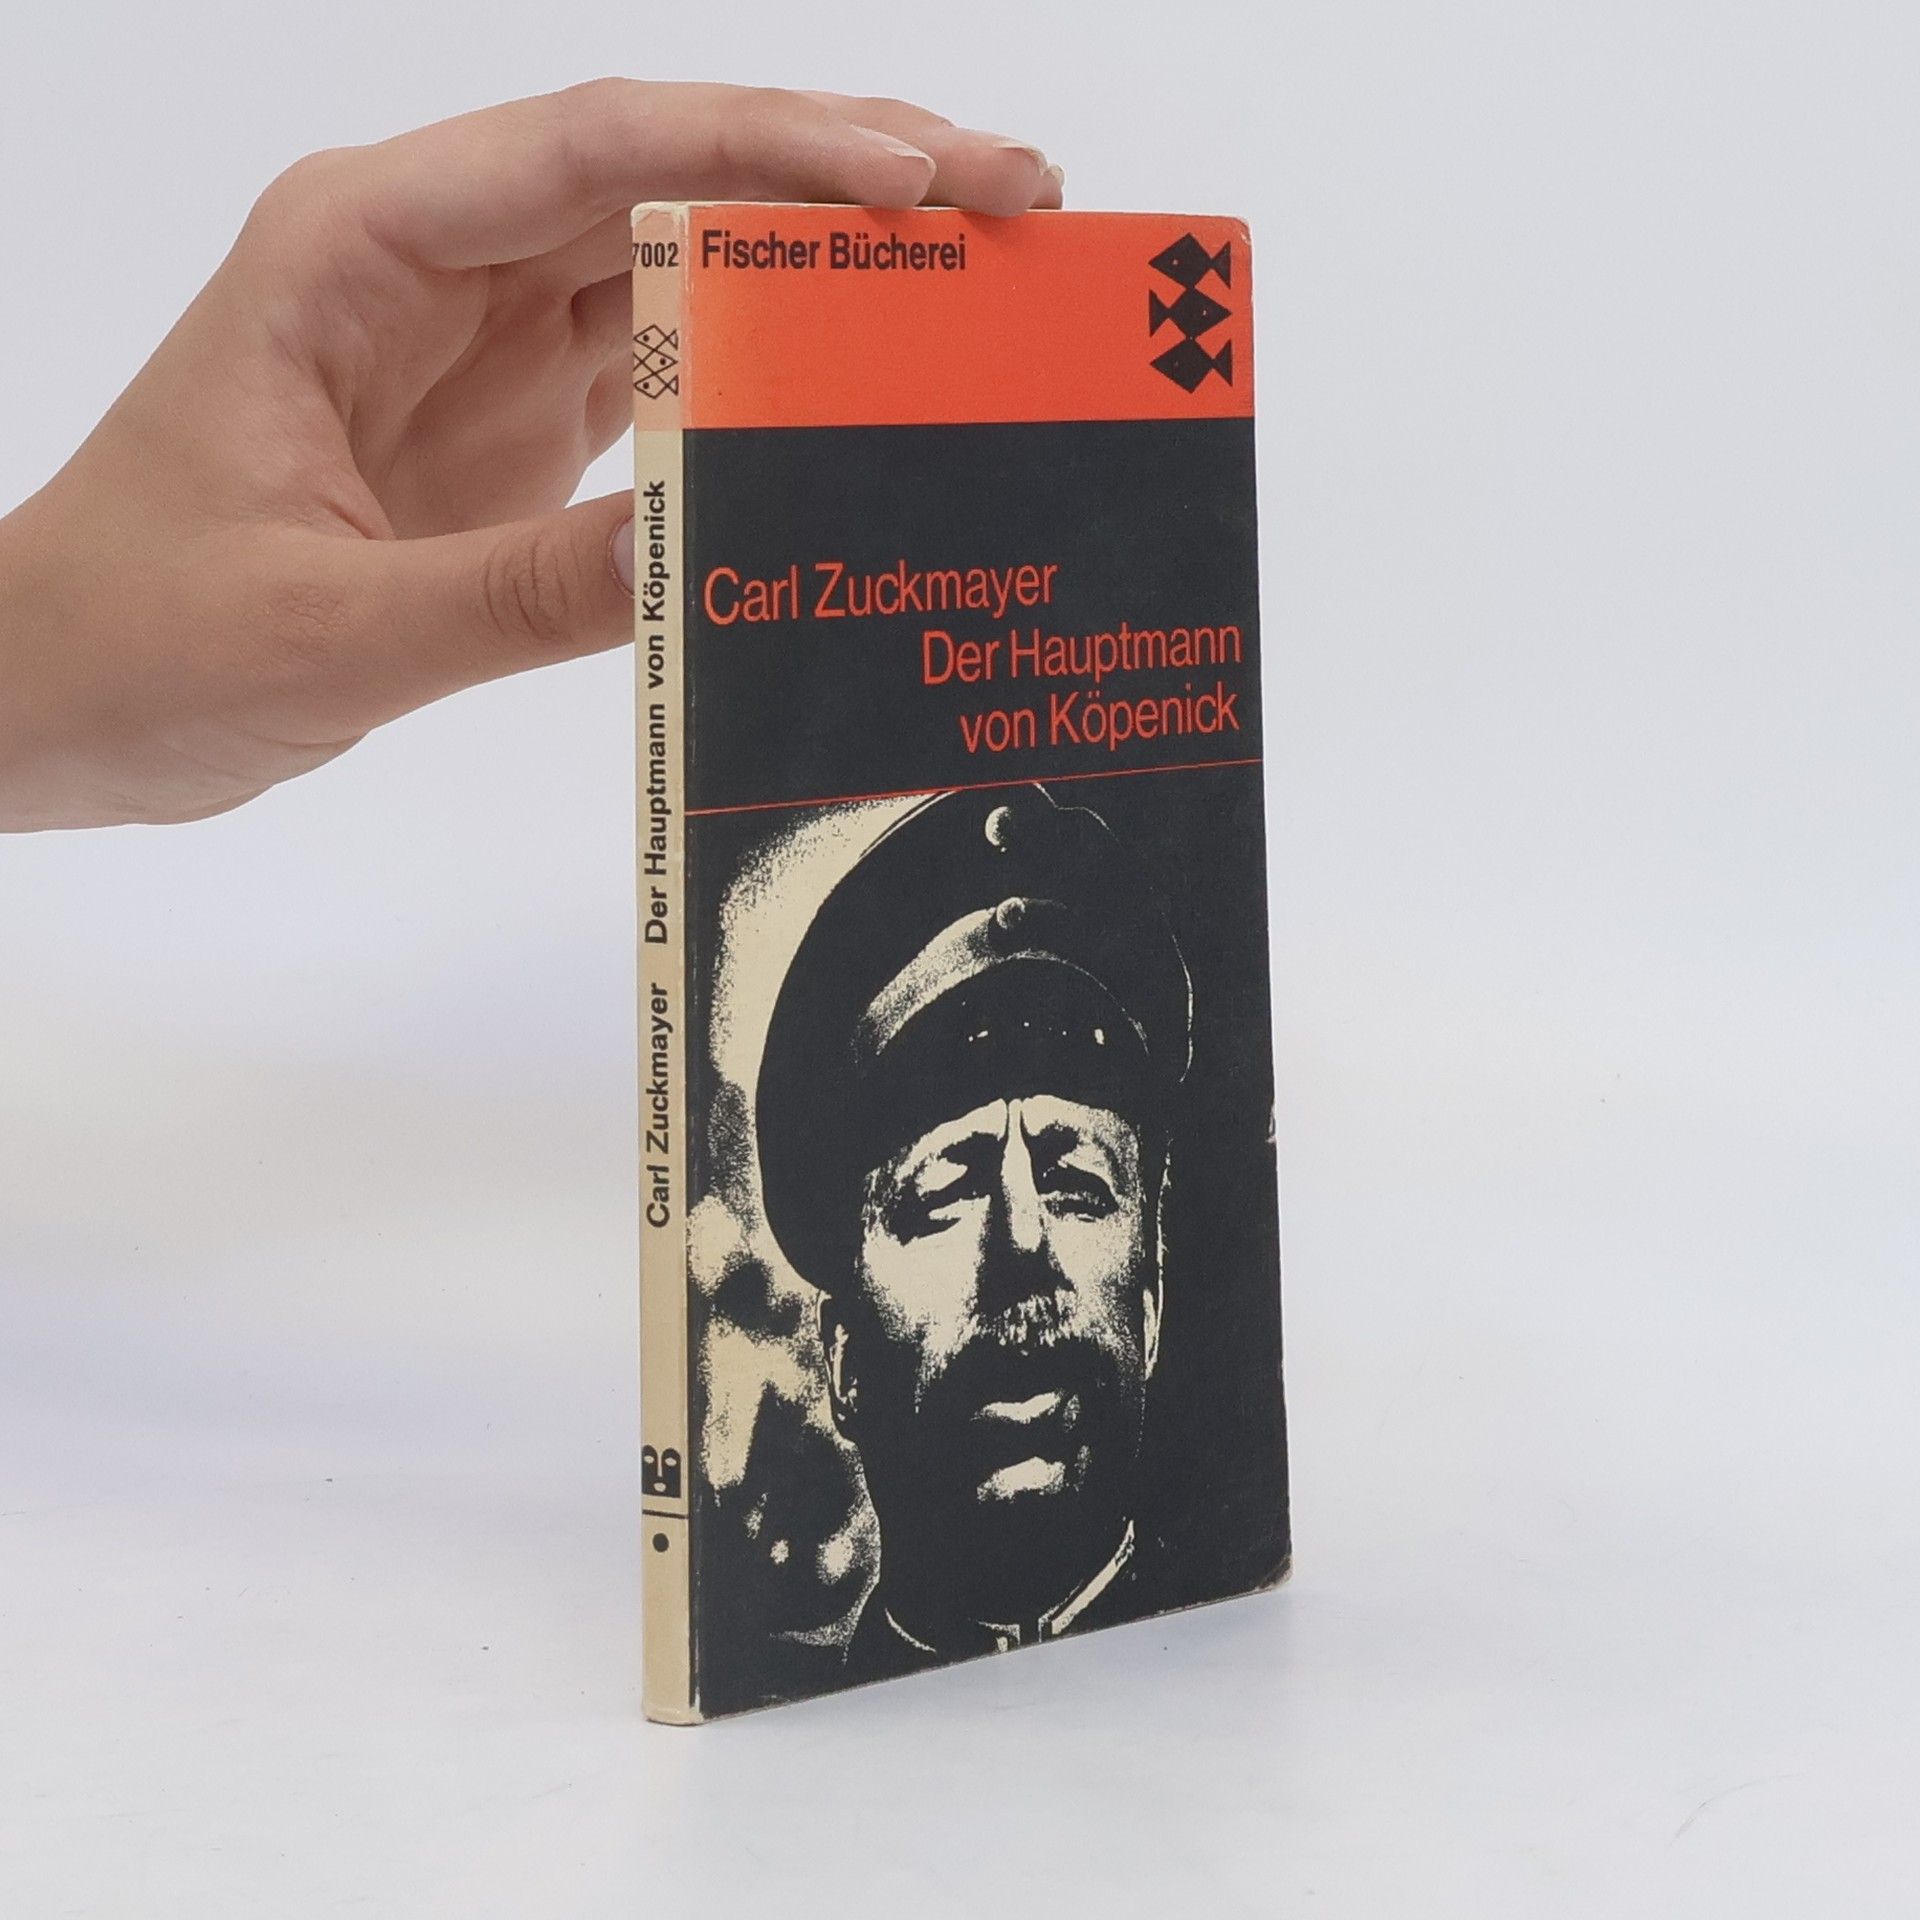 7002
Carl Zuckmayer Der Hauptmann von Köpenick
Fischer Bücherei
Carl Zuckmayer
Der Hauptmann
von Köpenick